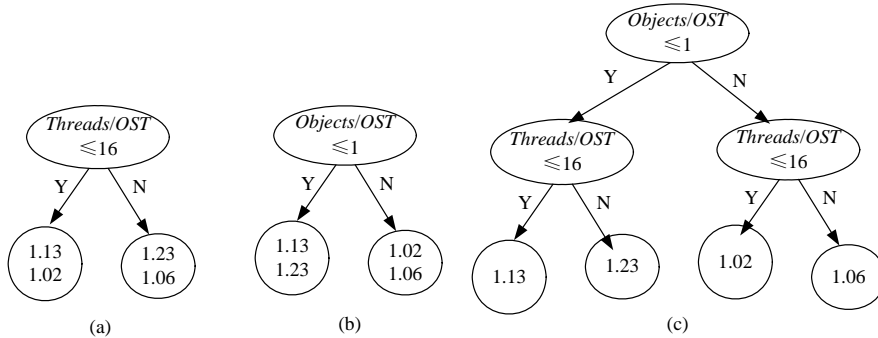 Threads/OST
≤16
Y
N
1.13
1.02
1.23
1.06
(a)
Objects/OST
≤1
Y
N
1.13
1.23
1.02
1.06
(b)
Objects/OST
≤1
Y
N
Threads/OST
≤16
Threads/OST
≤16
Y
N
Y
N
1.13
1.23
1.02
1.06
(c)